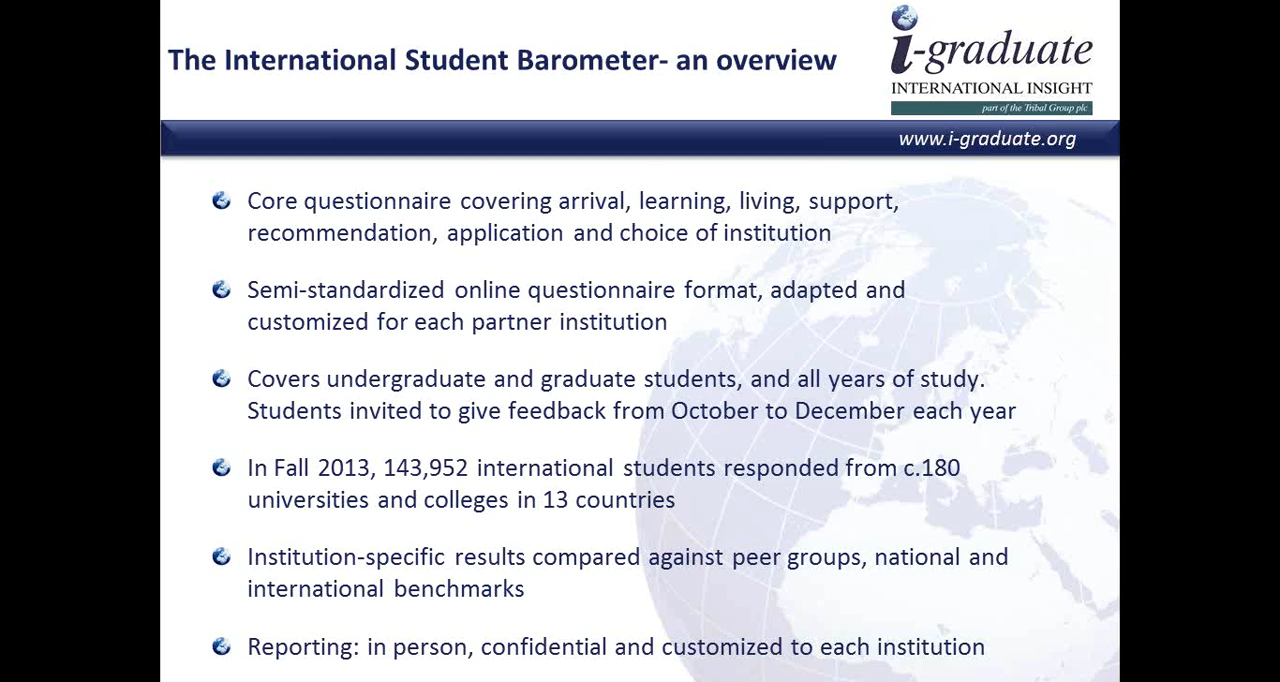 The International Student Barometer- an overview
i-graduate
INTERNATIONAL INSIGHT
part of the Tribal Group plc
www.i-graduate.org
Core questionnaire covering arrival, learning, living, support,
recommendation, application and choice of institution
Semi-standardized online questionnaire format, adapted and
customized for each partner institution
Covers undergraduate and graduate students, and all years of study.
Students invited to give feedback from October to December each year
In Fall 2013, 143,952 international students responded from c.180
universities and colleges in 13 countries
Institution-specific results compared against peer groups, national and
international benchmarks
Reporting: in person, confidential and customized to each institution